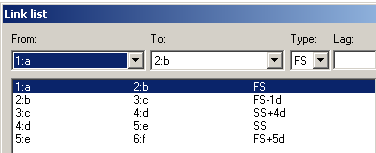 Link list
From: To: Type: Lag:
1:a 2:b FS
1:a 2:b FS
2:b 3:c FS-1d
3:c 4:d SS+4d
4:d 5:e SS
5:e 6:f FS+5d